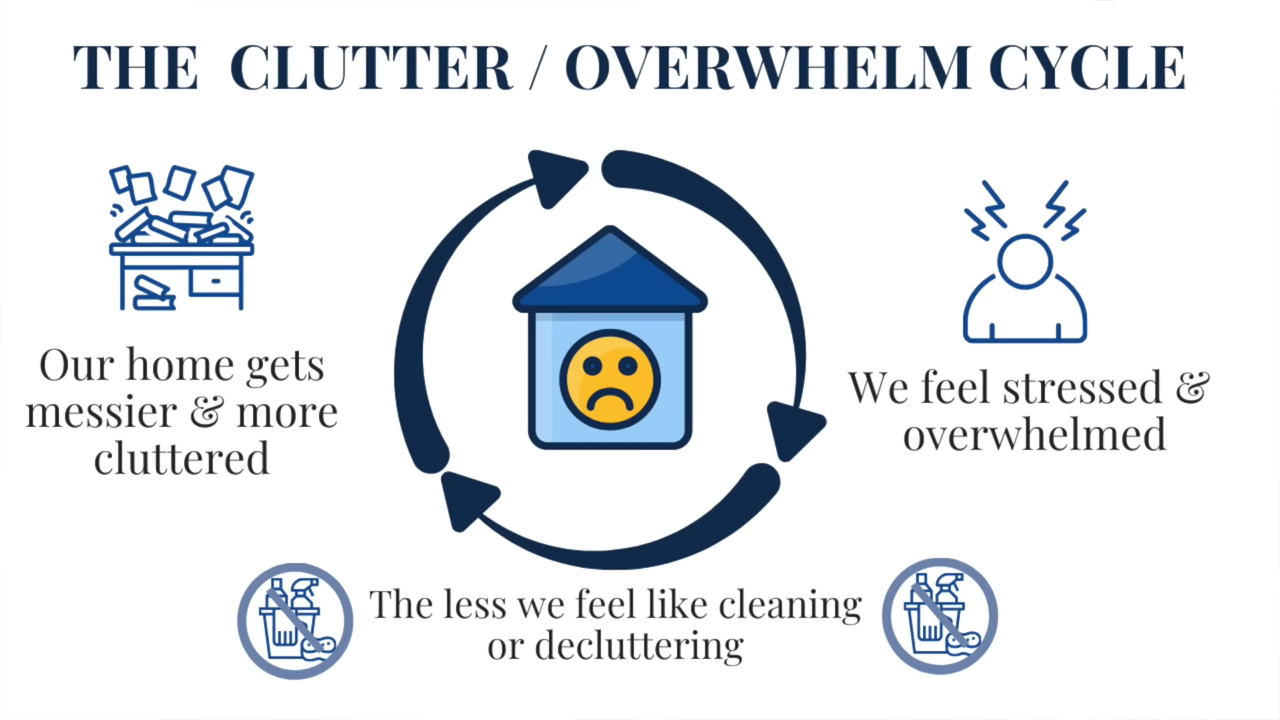 THE CLUTTER / OVERWHELM CYCLE
Our home gets
messier & more
cluttered
We feel stressed &
overwhelmed
The less we feel like cleaning
or decluttering